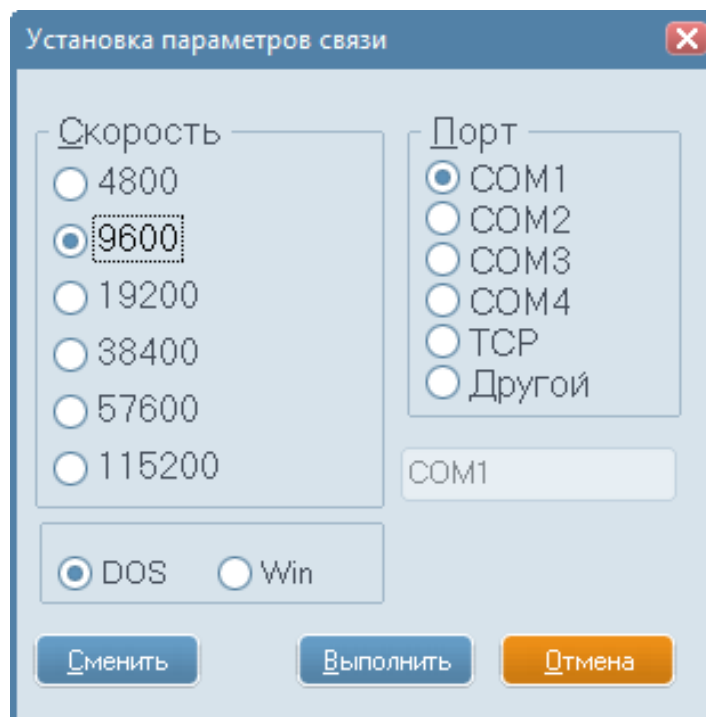 Установка параметров связи
Скорость
4800
9600
19200
38400
57600
115200
Порт
COM1
COM2
COM3
COM4
TCP
Другой
COM1
DOS Win
Сменить Выполнить Отмена